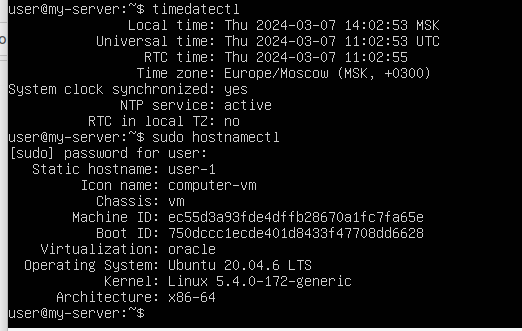 user@my-server:~$ timedatectl
Local time: Thu 2024-03-07 14:02:53 MSK
Universal time: Thu 2024-03-07 11:02:53 UTC
RTC time: Thu 2024-03-07 11:02:55
Time zone: Europe/Moscow (MSK, +0300)
System clock synchronized: yes
NTP service: active
RTC in local TZ: no
user@my-server:~$ sudo hostnamectl
[sudo] password for user:
Static hostname: user-1
Icon name: computer-vm
Chassis: vm
Machine ID: ec55d3a93fde4dffb28670a1fc7fa65e
Boot ID: 750dccc1ecde401d8433f47708dd6628
Virtualization: oracle
Operating System: Ubuntu 20.04.6 LTS
Kernel: Linux 5.4.0-172-generic
Architecture: x86-64
user@my-server:~$